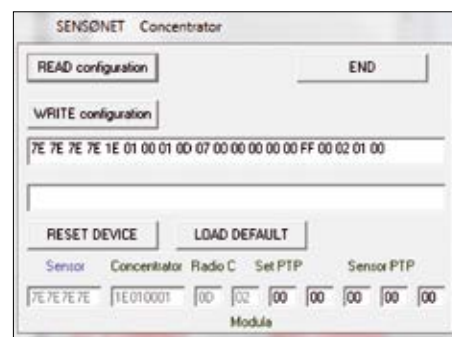 SENSØNET Concentrator
READ configuration END
WRITE configuration
7E 7E 7E 7E 1E 01 00 01 0D 07 00 00 00 00 00 FF 00 02 01 00
RESET DEVICE LOAD DEFAULT
Sensor Concentrator Radio C Set PTP Sensor PTP
7E7E7E7E 1E010001 0D 02 00 00 00 00 00
Modula